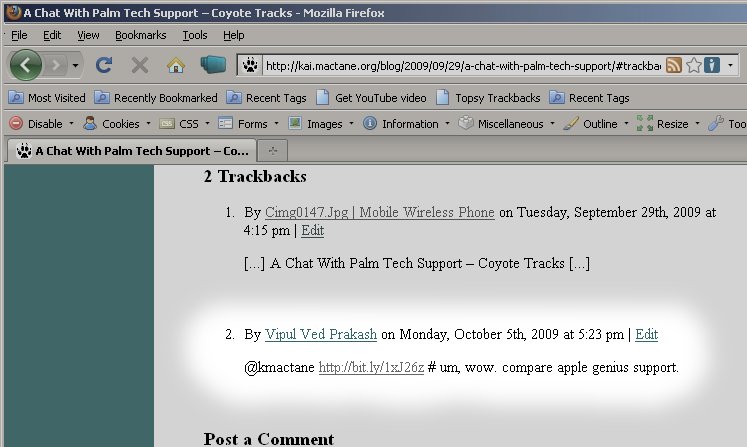 A Chat With Palm Tech Support – Coyote Tracks - Mozilla Firefox
File Edit View Bookmarks Tools Help
http://kai.mactane.org/blog/2009/09/29/a-chat-with-palm-tech-support/#trackba
Most Visited Recently Bookmarked Recent Tags Get YouTube video Topsy Trackbacks Recent Tags
Disable Cookies CSS Forms Images Information Miscellaneous Outline Resize Too
A Chat With Palm Tech Support – Co...
2 Trackbacks
1. By Cimg0147.Jpg | Mobile Wireless Phone on Tuesday, September 29th, 2009 at
4:15 pm | Edit
[...] A Chat With Palm Tech Support – Coyote Tracks [...]
2. By Vipul Ved Prakash on Monday, October 5th, 2009 at 5:23 pm | Edit
@kmactane http://bit.ly/1xJ26z # um, wow. compare apple genius support.
Post a Comment